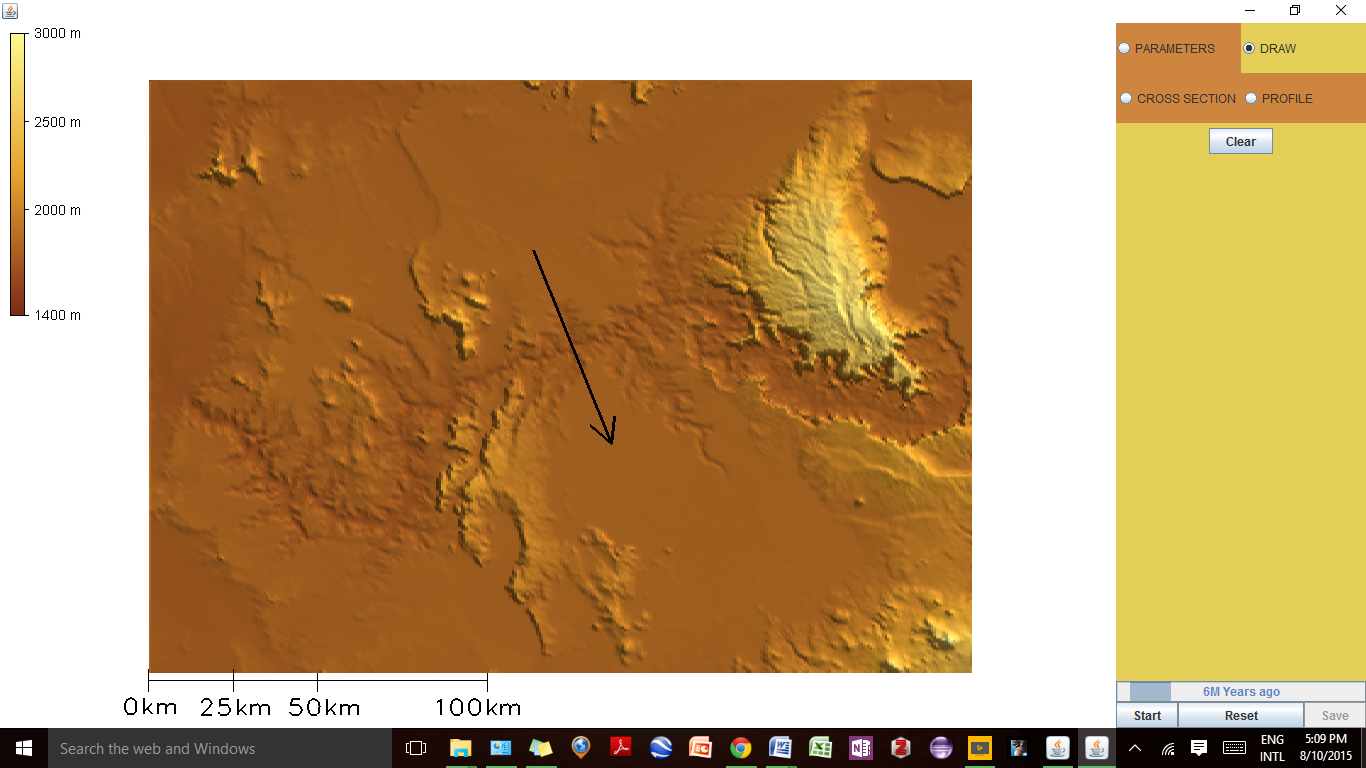 3000 m
2500 m
2000 m
1400 m
PARAMETERS DRAW
CROSS SECTION PROFILE
Clear
0km 25km 50km 100km
6M Years ago
Start Reset Save
Search the web and Windows
ENG
INTL
5:09 PM
8/10/2015